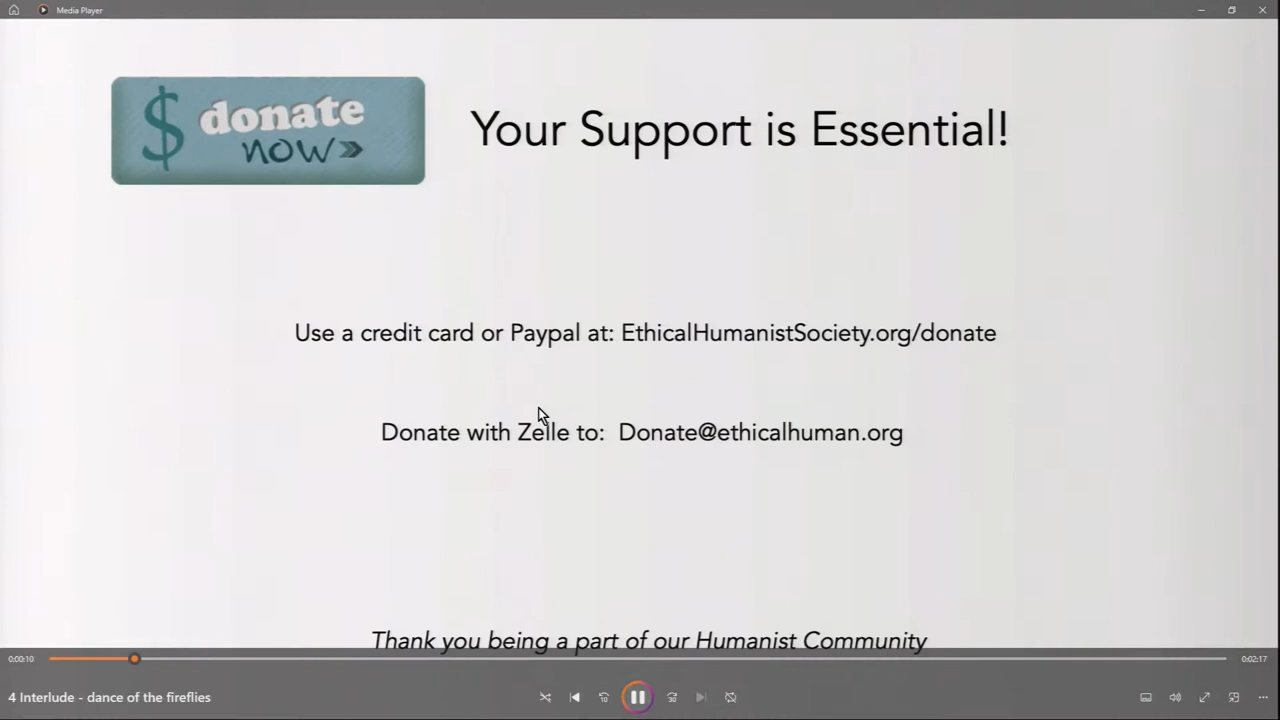 Media Player
$ donate
now
Your Support is Essential!
Use a credit card or Paypal at: EthicalHumanistSociety.org/donate
Donate with Zelle to: Donate@ethicalhuman.org
Thank you being a part of our Humanist Community
0:00:10
0:02:17
4 Interlude - dance of the fireflies
10
30